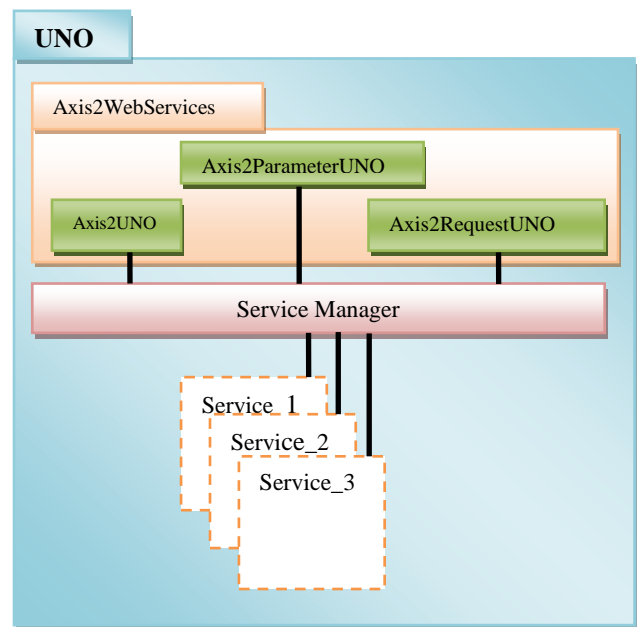 UNO
Axis2WebServices
Axis2ParameterUNO
Axis2UNO
Axis2RequestUNO
Service Manager
Service_1
Service_2
Service_3